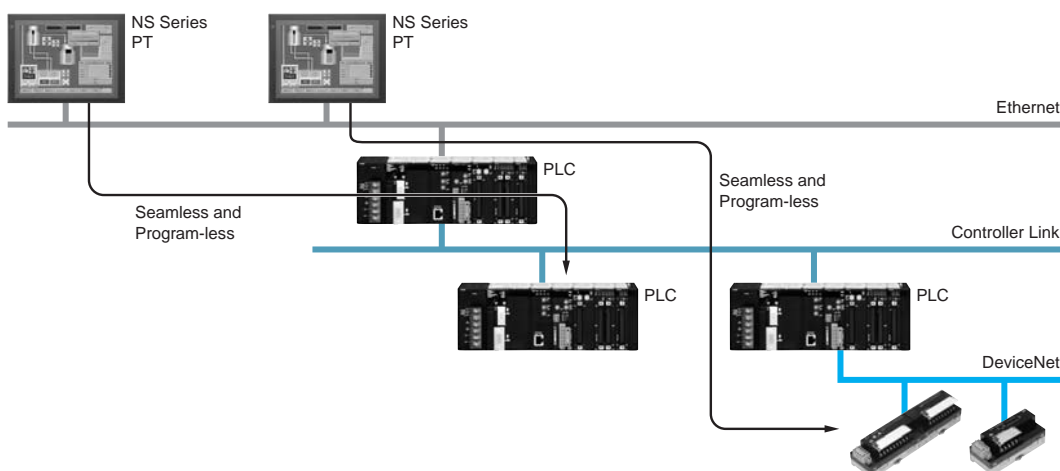 NS Series
PT
NS Series
PT
Ethernet
PLC
Seamless and
Program-less
Seamless and
Program-less
Controller Link
PLC
PLC
DeviceNet